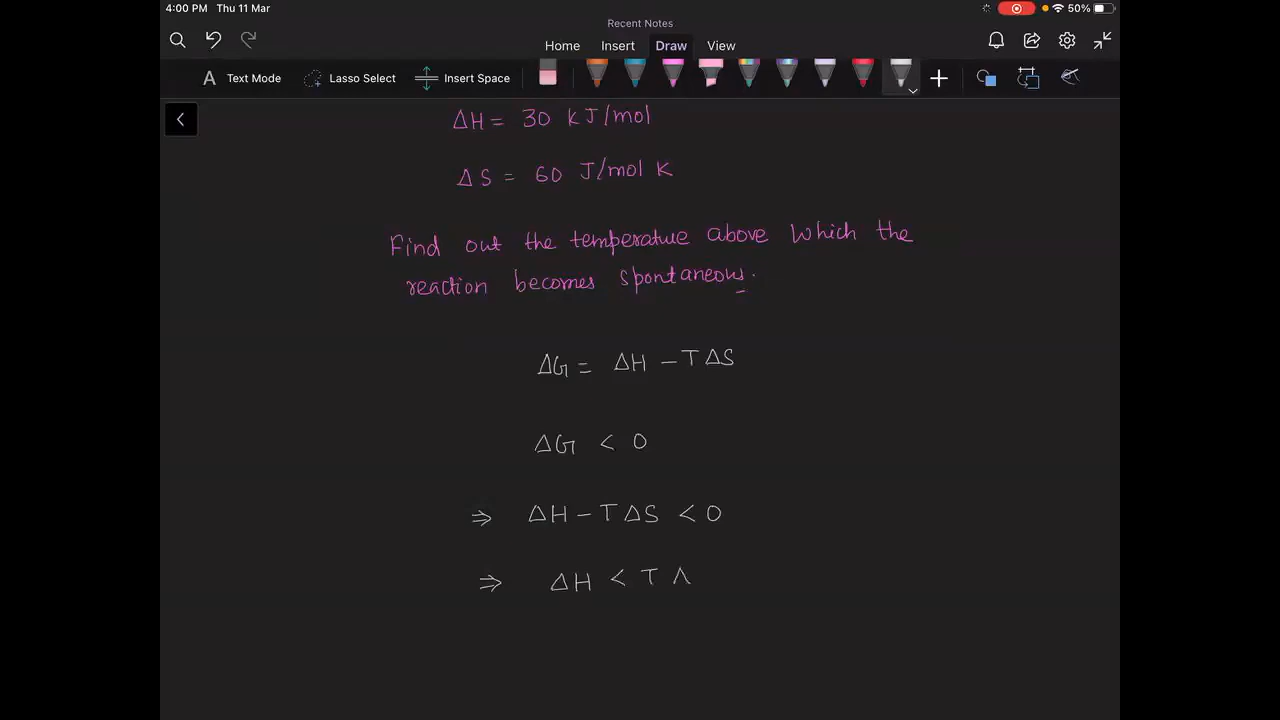 4:00 PM Thu 11 Mar
50%
Recent Notes
Home Insert Draw View
Text Mode Lasso Select Insert Space
ΔH = 30 kJ/mol
ΔS = 60 J/mol K
Find out the temperature above which the
reaction becomes spontaneous.
ΔG = ΔH - TΔS
ΔG < 0
⇒ ΔH - TΔS < 0
⇒ ΔH < T Λ